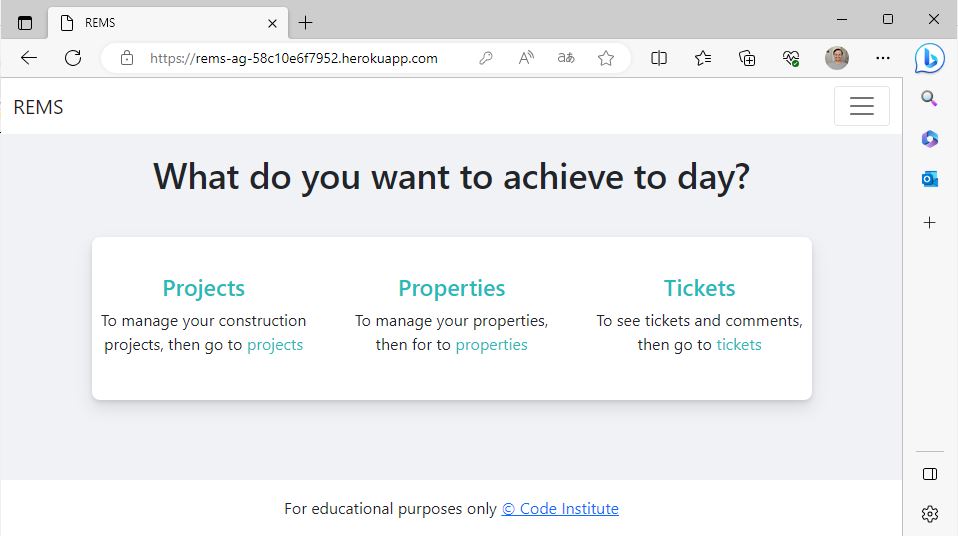 REMS
https://rems-ag-58c10e6f7952.herokuapp.com
REMS
What do you want to achieve to day?
Projects
To manage your construction
projects, then go to projects
Properties
To manage your properties,
then for to properties
Tickets
To see tickets and comments,
then go to tickets
For educational purposes only © Code Institute